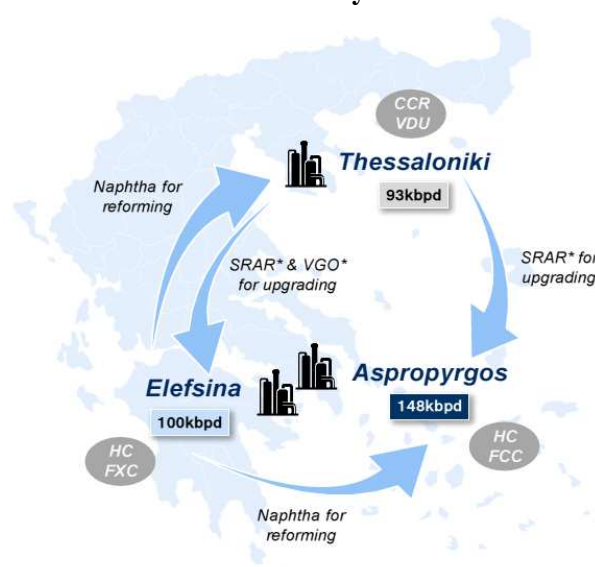 CCR
VDU
Thessaloniki
93kbpd
Naphtha for
reforming
SRAR* & VGO*
for upgrading
SRAR* for
upgrading
Elefsina
100kbpd
Aspropyrgos
148kbpd
HC
FXC
HC
FCC
Naphtha for
reforming